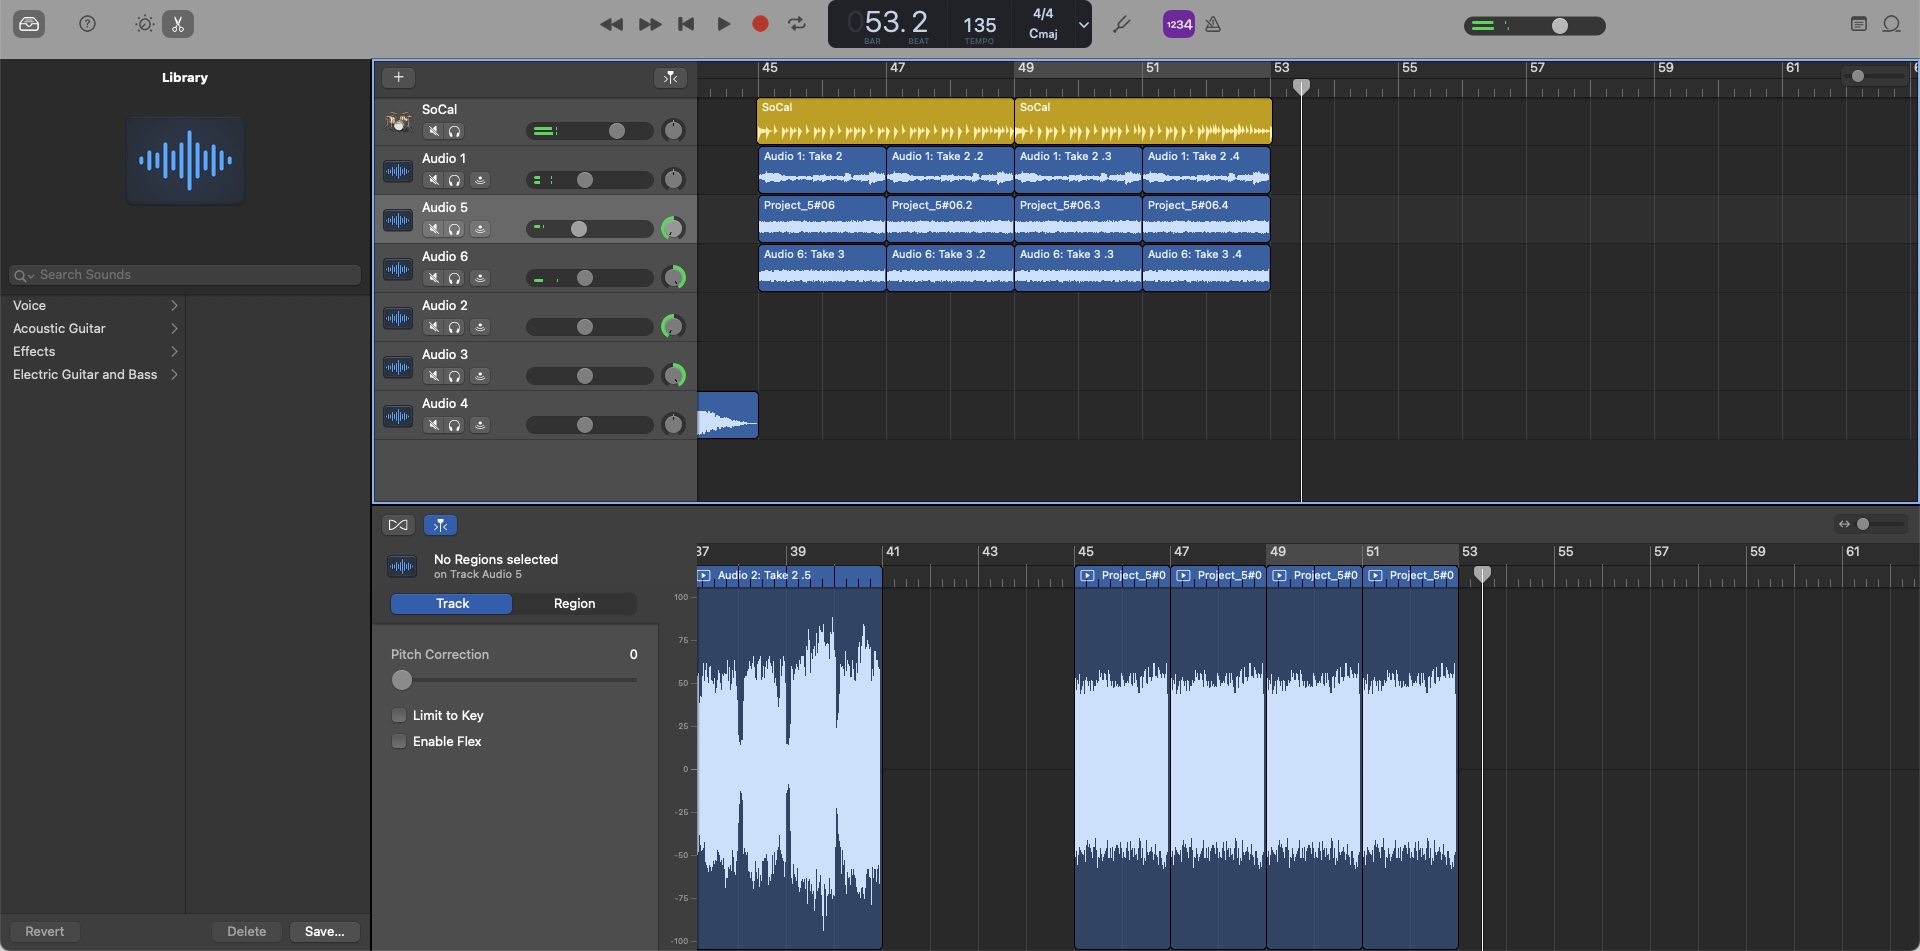 053.2
BAR
BEAT
135
TEMPO
4/4
Cmaj
1234
Library
Search Sounds
Voice
Acoustic Guitar
Effects
Electric Guitar and Bass
Revert
Delete
Save...
45
47
49
51
53
55
57
59
61
SoCal
SoCal
SoCal
Audio 1
Audio 1: Take 2
Audio 1: Take 2 .2
Audio 1: Take 2 .3
Audio 1: Take 2 .4
Audio 5
Project_5#06
Project_5#06.2
Project_5#06.3
Project_5#06.4
Audio 6
Audio 6: Take 3
Audio 6: Take 3 .2
Audio 6: Take 3 .3
Audio 6: Take 3 .4
Audio 2
Audio 3
Audio 4
No Regions selected
on Track Audio 5
Track
Region
Pitch Correction
0
Limit to Key
Enable Flex
37
39
41
43
45
47
49
51
53
55
57
59
61
Audio 2: Take 2 .5
Project_5#0
Project_5#0
Project_5#0
Project_5#0
100
75
50
25
0
-25
-50
-75
-100